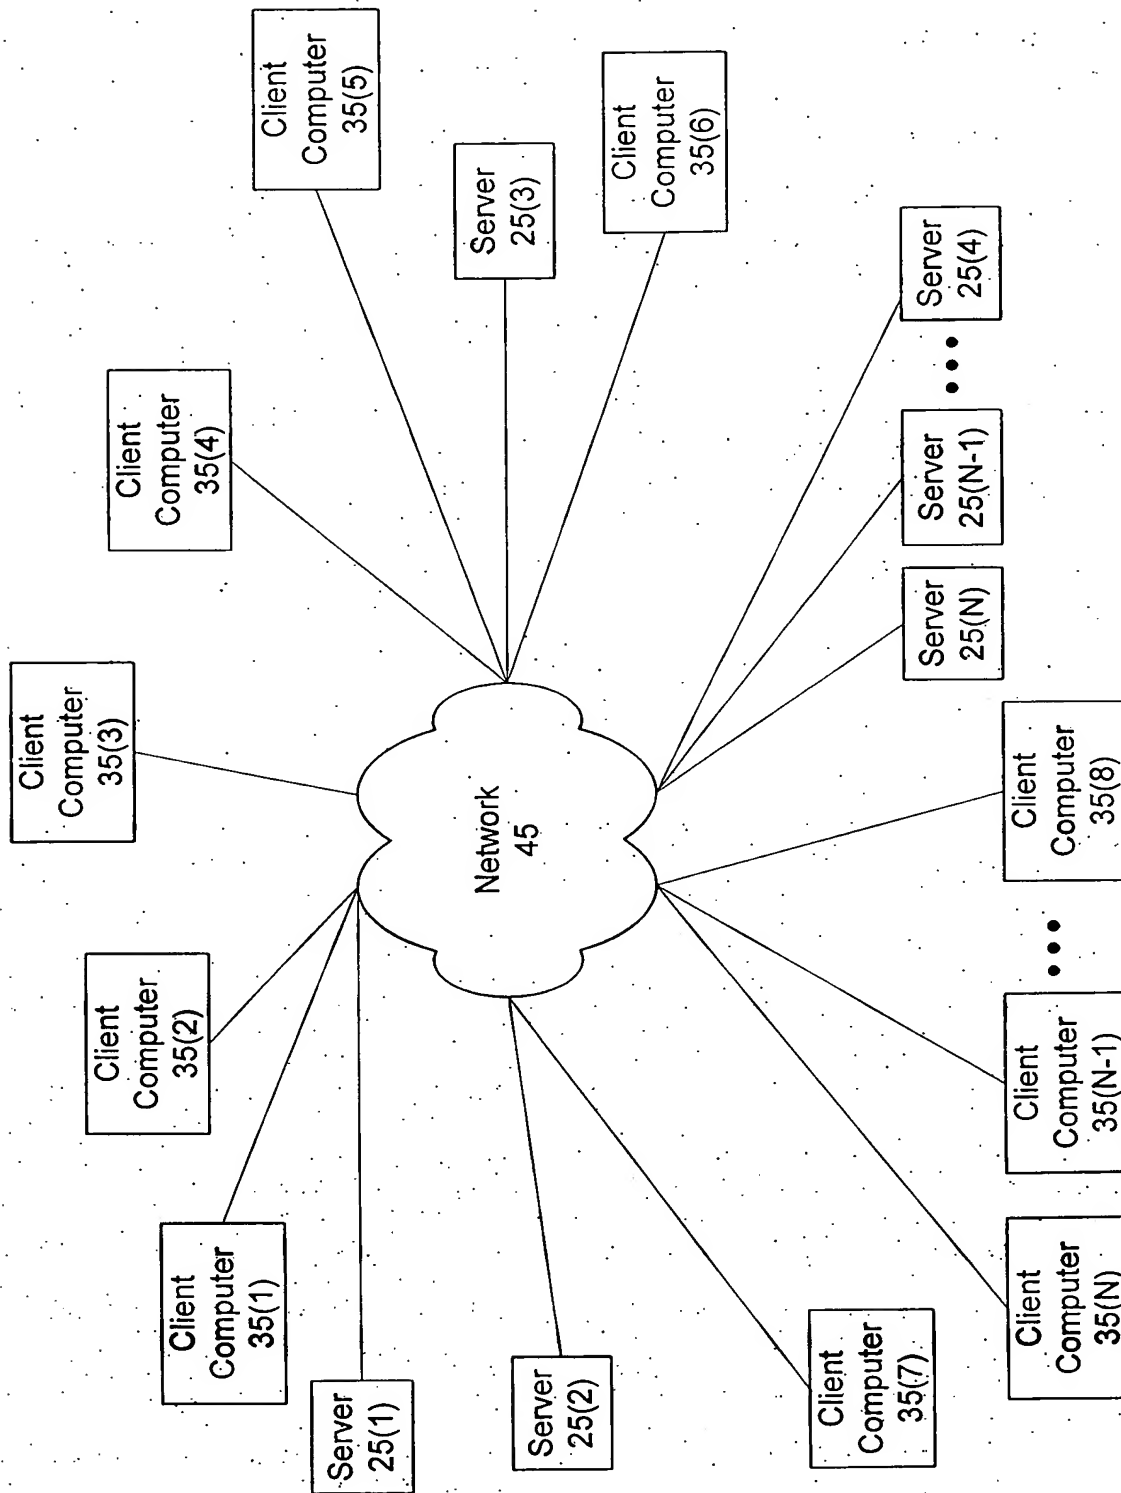 Client
Computer
35(3)
Client
Computer
35(2)
Client
Computer
35(4)
Client
Computer
35(1)
Client
Computer
35(5)
Server
25(1)
Network
45
Server
25(3)
Server
25(2)
Client
Computer
35(6)
Client
Computer
35(7)
Server
25(N)
Server
25(N-1)
Server
25(4)
Client
Computer
35(N)
Client
Computer
35(N-1)
Client
Computer
35(8)